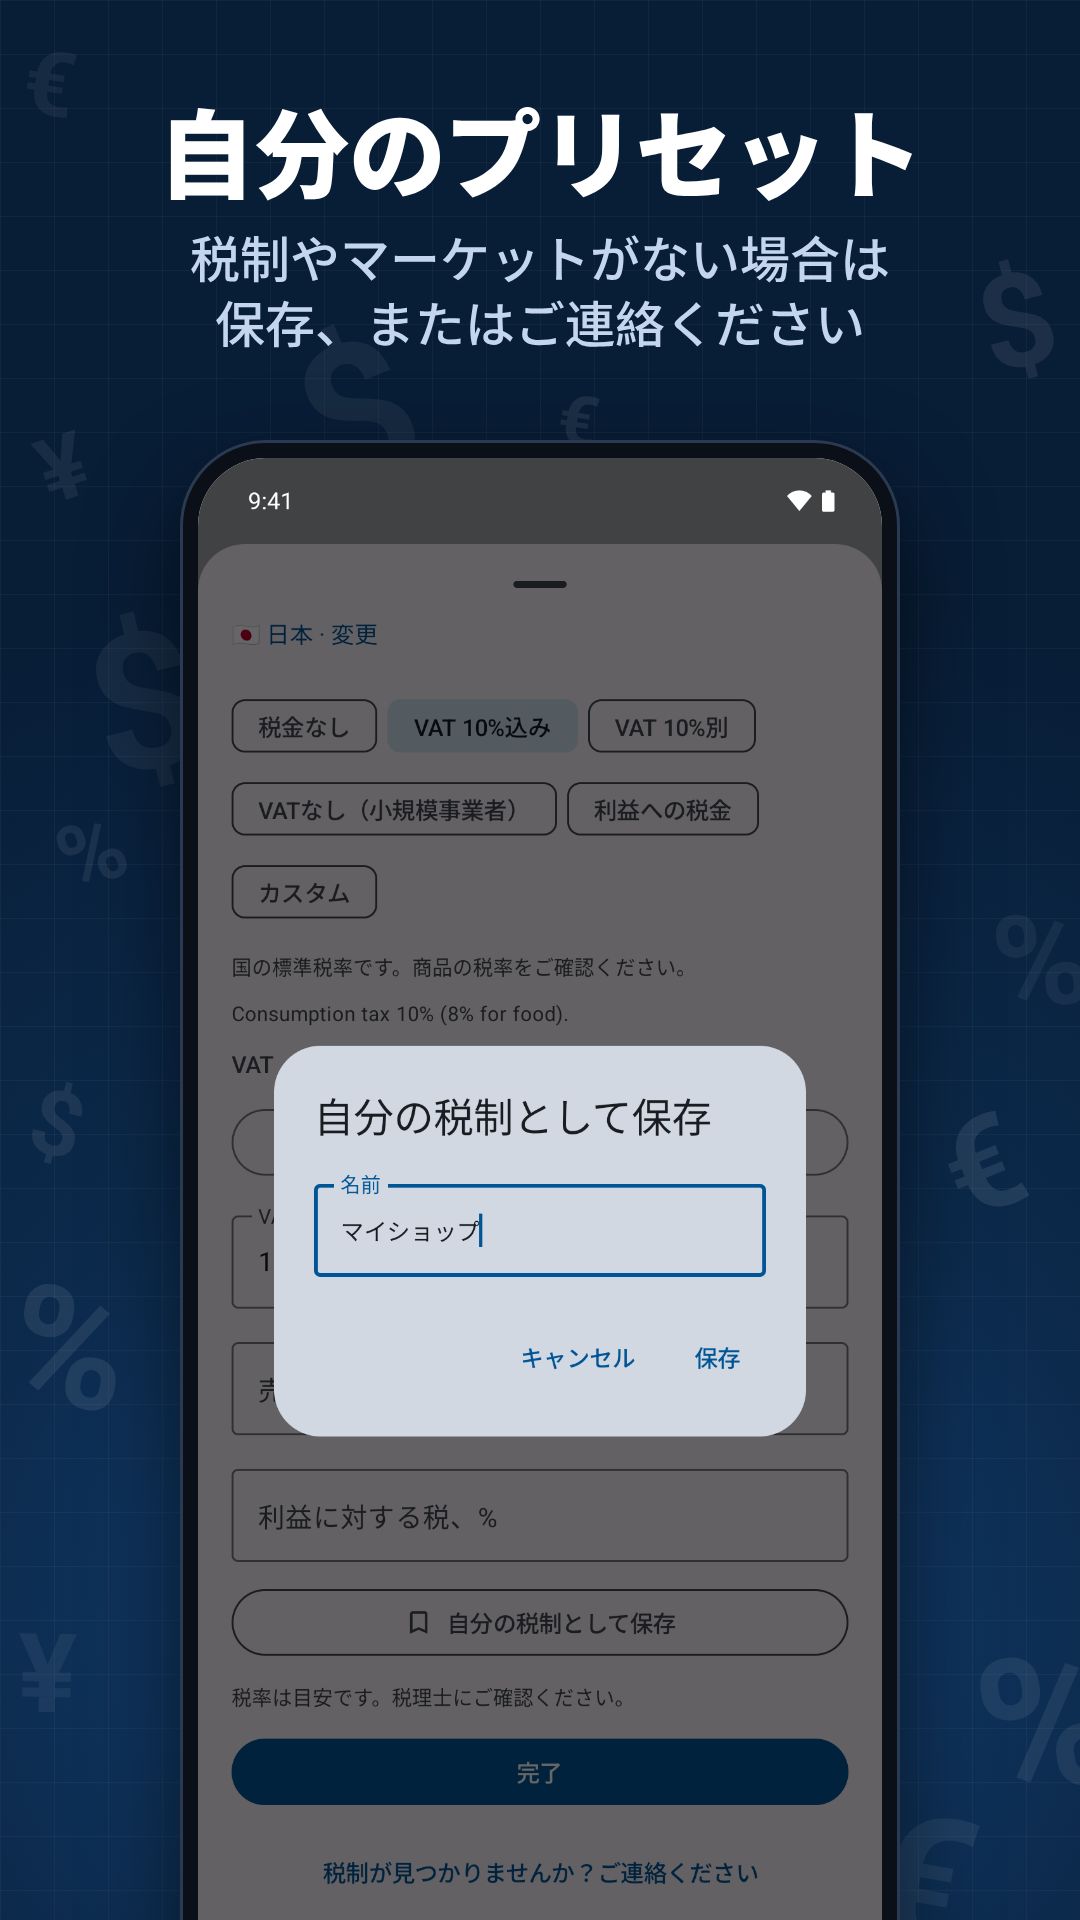 自分のプリセット
税制やマーケットがない場合は
保存、またはご連絡ください
9:41
日本 · 変更
税金なし
VAT 10%込み
VAT 10%別
VATなし（小規模事業者）
利益への税金
カスタム
国の標準税率です。商品の税率をご確認ください。
Consumption tax 10% (8% for food).
VAT
自分の税制として保存
名前
マイショップ
キャンセル
保存
利益に対する税、%
自分の税制として保存
税率は目安です。税理士にご確認ください。
完了
税制が見つかりませんか？ご連絡ください